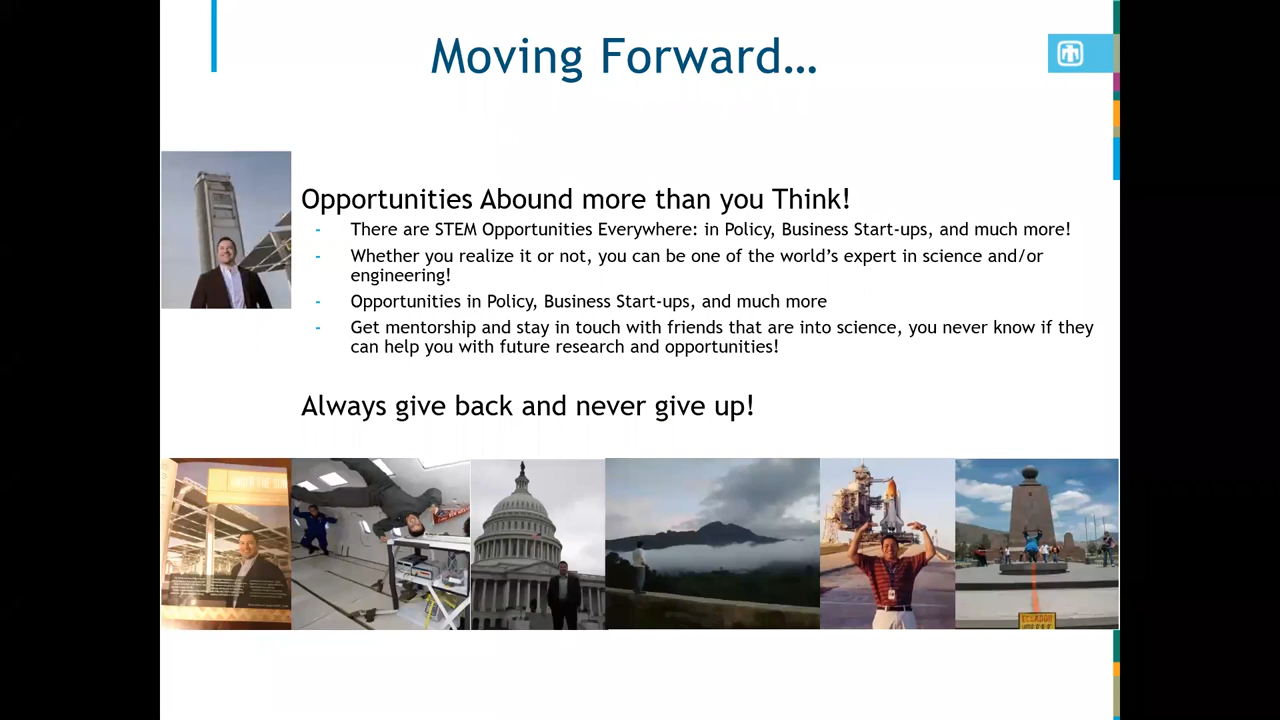 Moving Forward…
Opportunities Abound more than you Think!
- There are STEM Opportunities Everywhere: in Policy, Business Start-ups, and much more!
- Whether you realize it or not, you can be one of the world’s expert in science and/or
engineering!
- Opportunities in Policy, Business Start-ups, and much more
- Get mentorship and stay in touch with friends that are into science, you never know if they
can help you with future research and opportunities!
Always give back and never give up!
ECUADOR